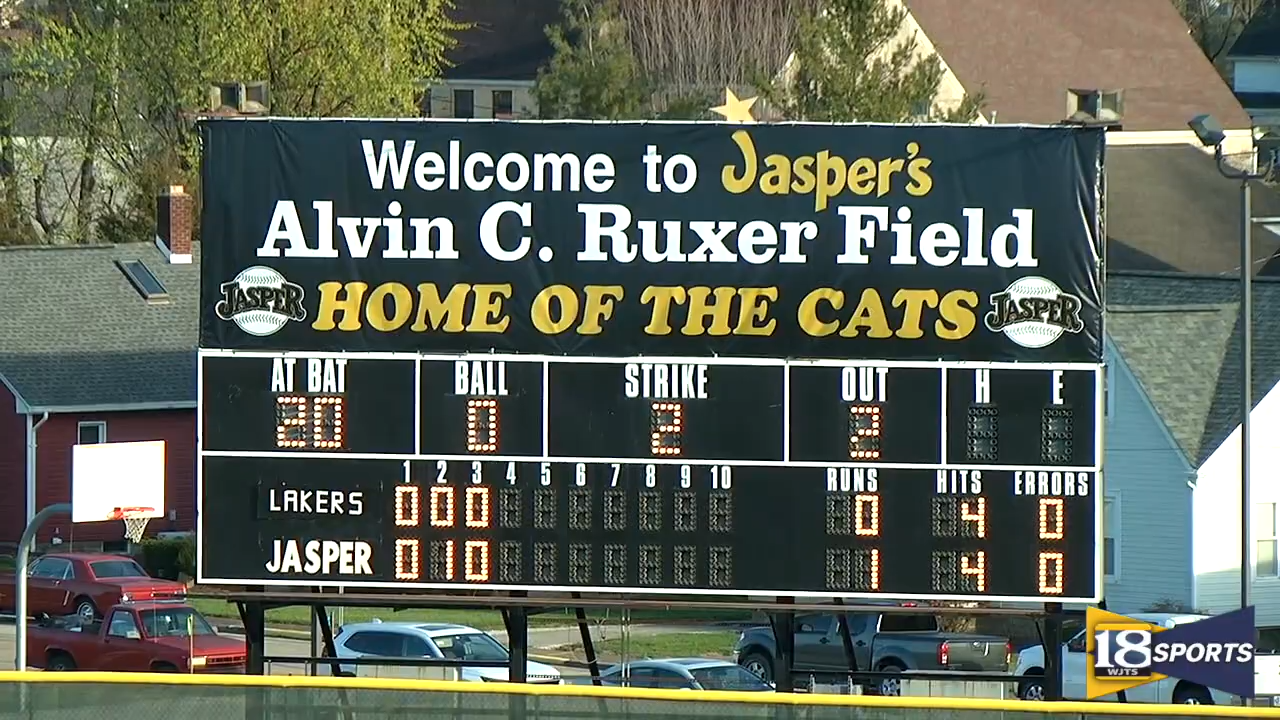 Welcome to Jasper's
Alvin C. Ruxer Field
JASPER HOME OF THE CATS JASPER
AT BAT BALL STRIKE OUT H E
20 0 2 2
1 2 3 4 5 6 7 8 9 10 RUNS HITS ERRORS
LAKERS 0 0 0 0 4 0
JASPER 0 1 0 1 4 0
18 SPORTS
WJTS